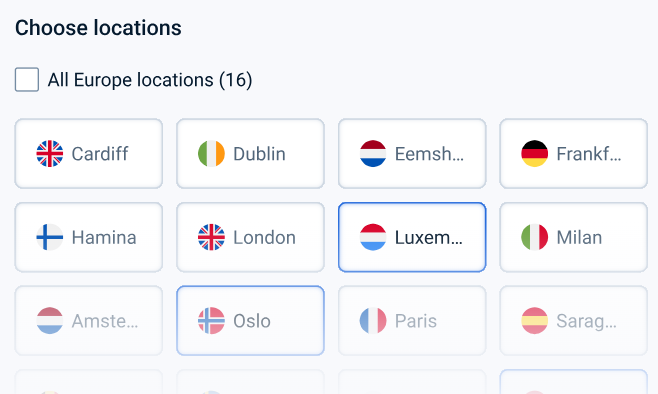 Choose locations
All Europe locations (16)
Cardiff Dublin Eemsh... Frankf...
Hamina London Luxem... Milan
Amste... Oslo Paris Sarag...